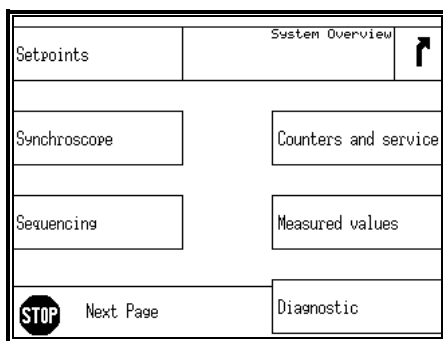 System Overview
Setpoints
Synchroscope
Counters and service
Sequencing
Measured values
STOP
Next Page
Diagnostic